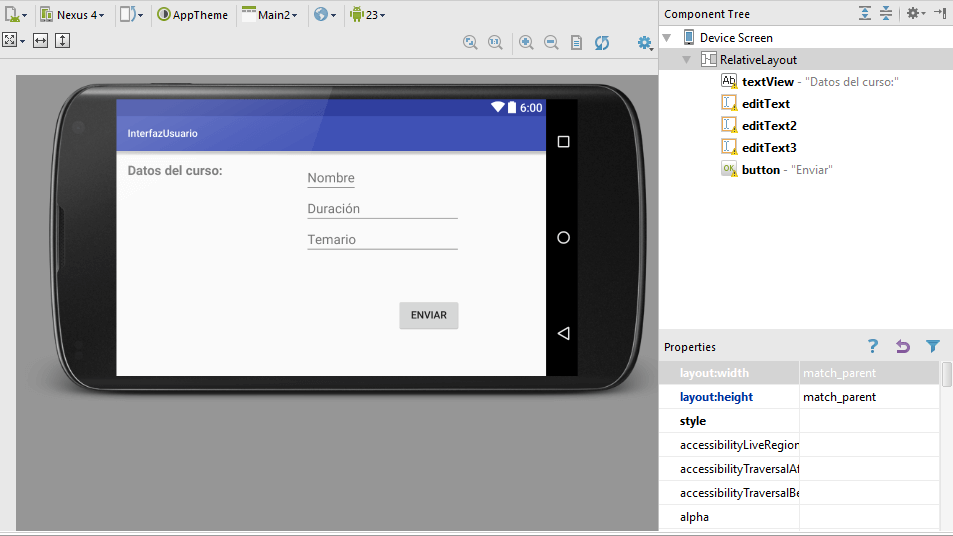 Nexus 4
AppTheme
Main2
23
Component Tree
Device Screen
RelativeLayout
Ab textView - "Datos del curso:"
editText
editText2
editText3
OK button - "Enviar"
6:00
InterfazUsuario
Datos del curso:
Nombre
Duración
Temario
ENVIAR
Properties
?
layout:width match_parent
layout:height match_parent
style
accessibilityLiveRegion
accessibilityTraversalAf
accessibilityTraversalBe
alpha